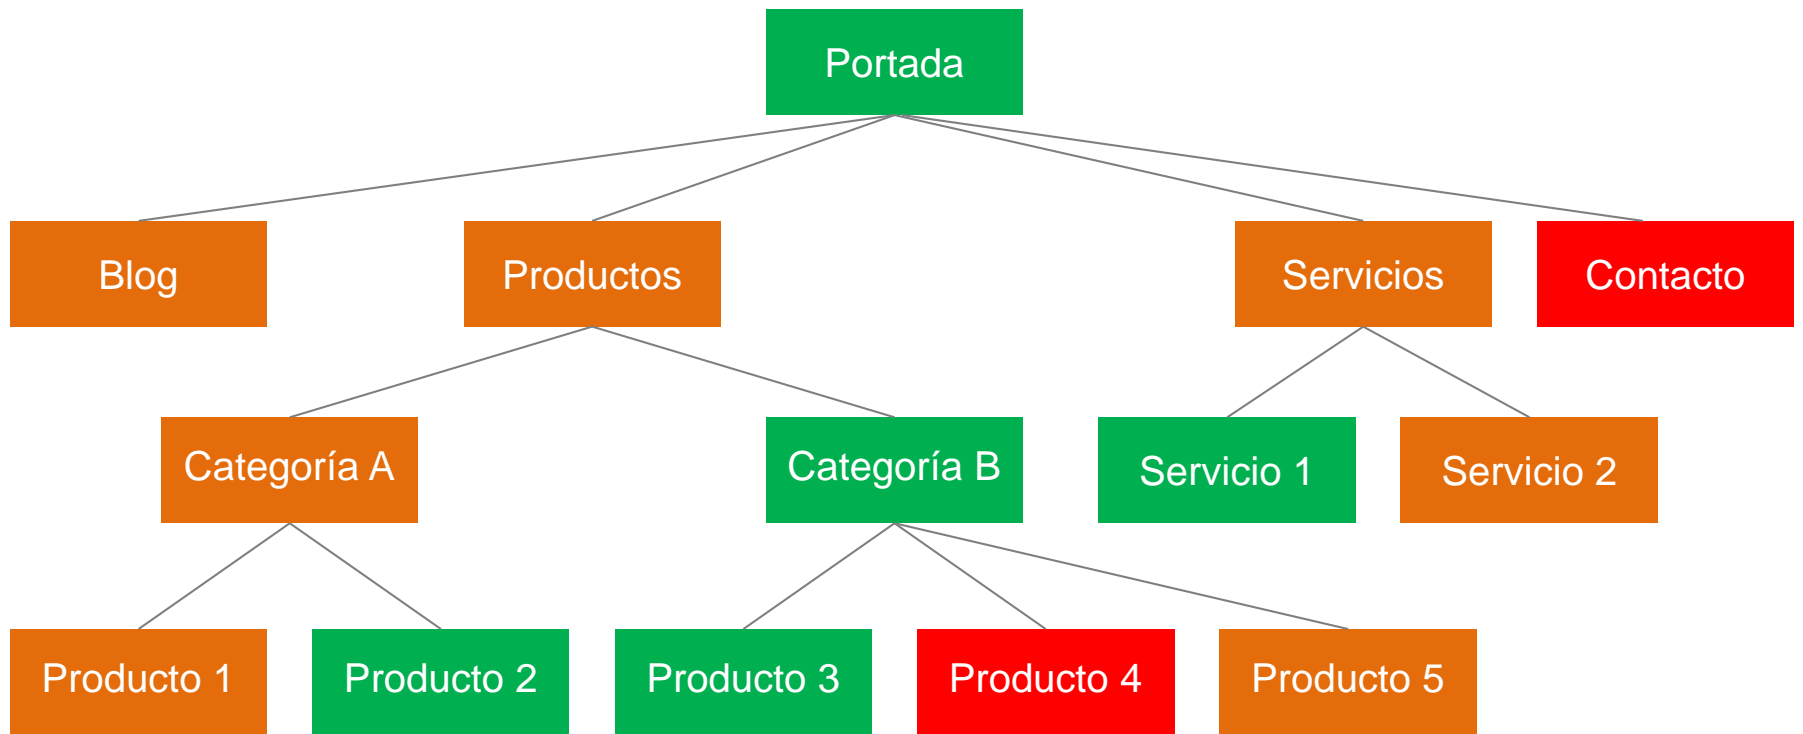 Portada
Blog
Productos
Servicios
Contacto
Categoría A
Categoría B
Servicio 1
Servicio 2
Producto 1
Producto 2
Producto 3
Producto 4
Producto 5